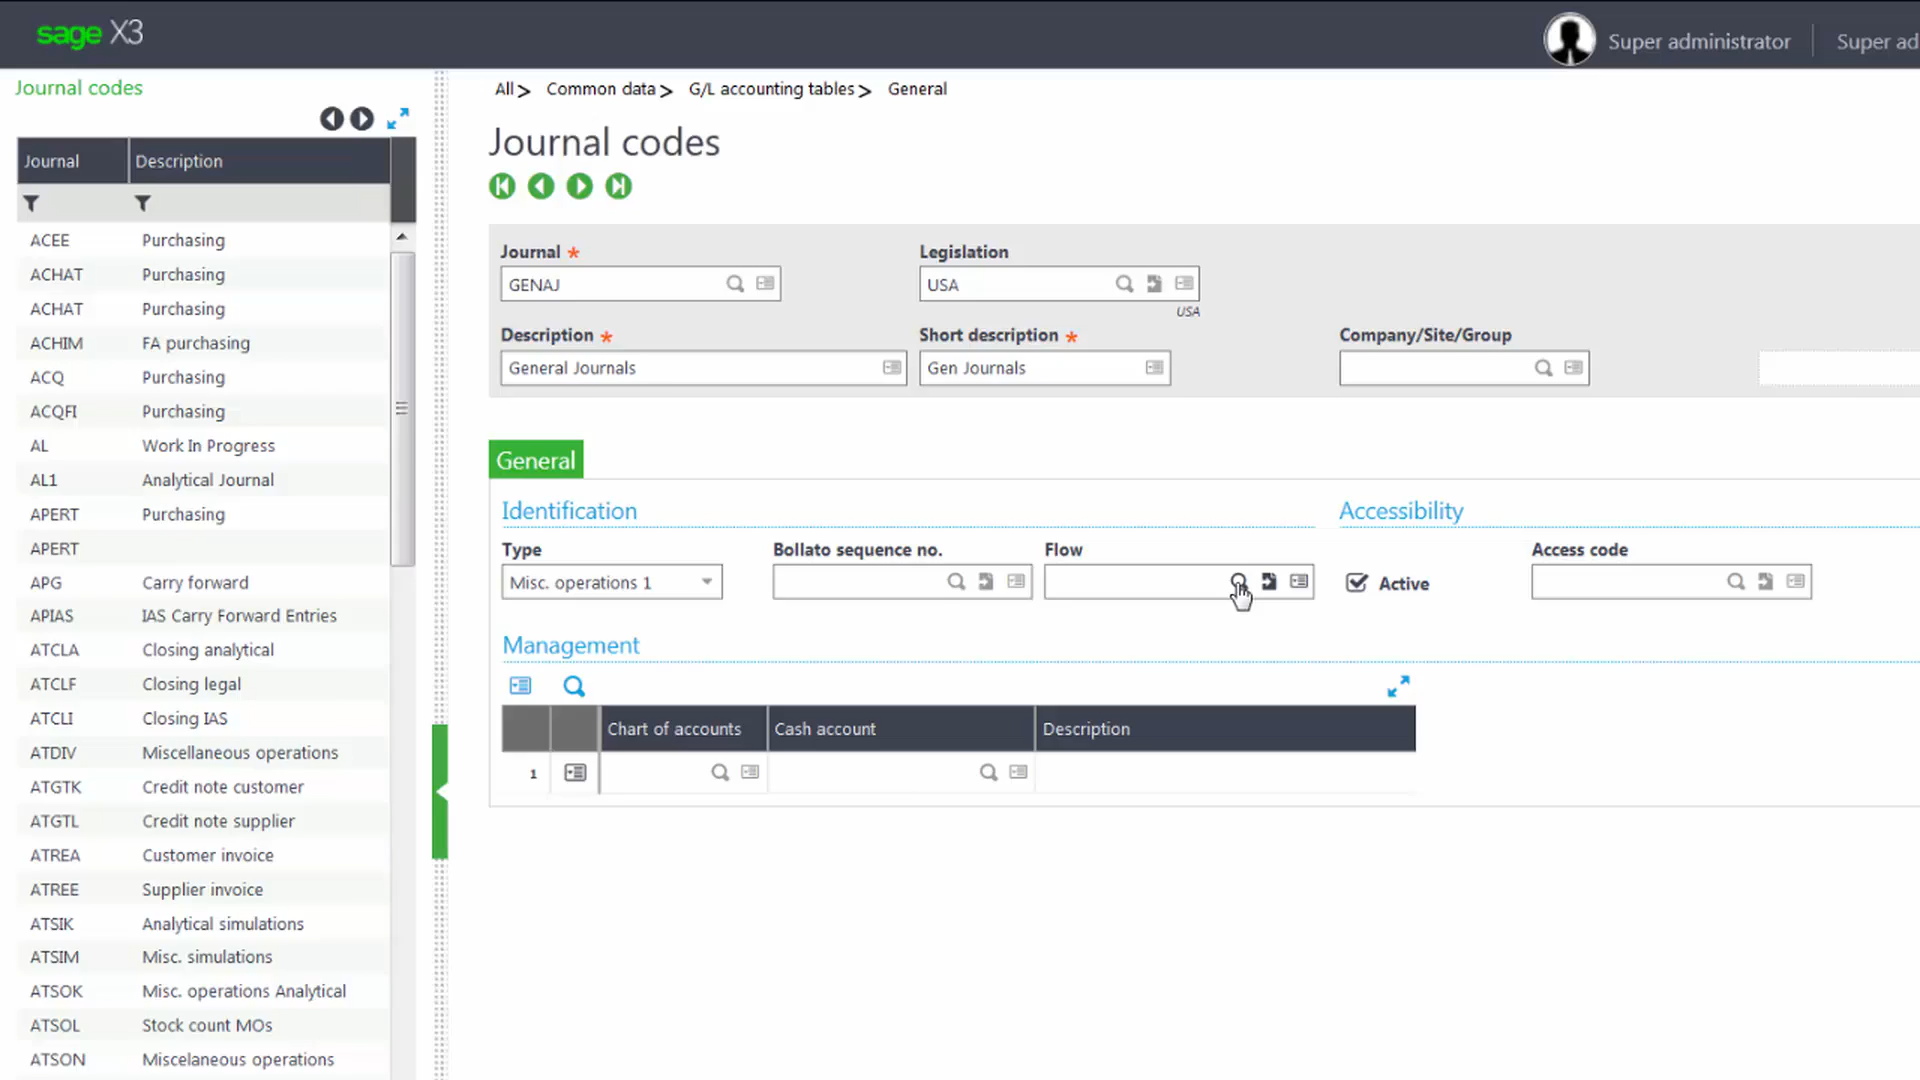 sage X3
Super administrator
Super ad
Journal codes
Journal Description
ACEE Purchasing
ACHAT Purchasing
ACHAT Purchasing
ACHIM FA purchasing
ACQ Purchasing
ACQFI Purchasing
AL Work In Progress
AL1 Analytical Journal
APERT Purchasing
APERT
APG Carry forward
APIAS IAS Carry Forward Entries
ATCLA Closing analytical
ATCLF Closing legal
ATCLI Closing IAS
ATDIV Miscellaneous operations
ATGTK Credit note customer
ATGTL Credit note supplier
ATREA Customer invoice
ATREE Supplier invoice
ATSIK Analytical simulations
ATSIM Misc. simulations
ATSOK Misc. operations Analytical
ATSOL Stock count MOs
ATSON Miscelaneous operations
All > Common data > G/L accounting tables > General
Journal codes
Journal * Legislation
GENAJ USA
USA
Description * Short description * Company/Site/Group
General Journals Gen Journals
General
Identification Accessibility
Type Bollato sequence no. Flow Access code
Misc. operations 1 Active
Management
Chart of accounts Cash account Description
1